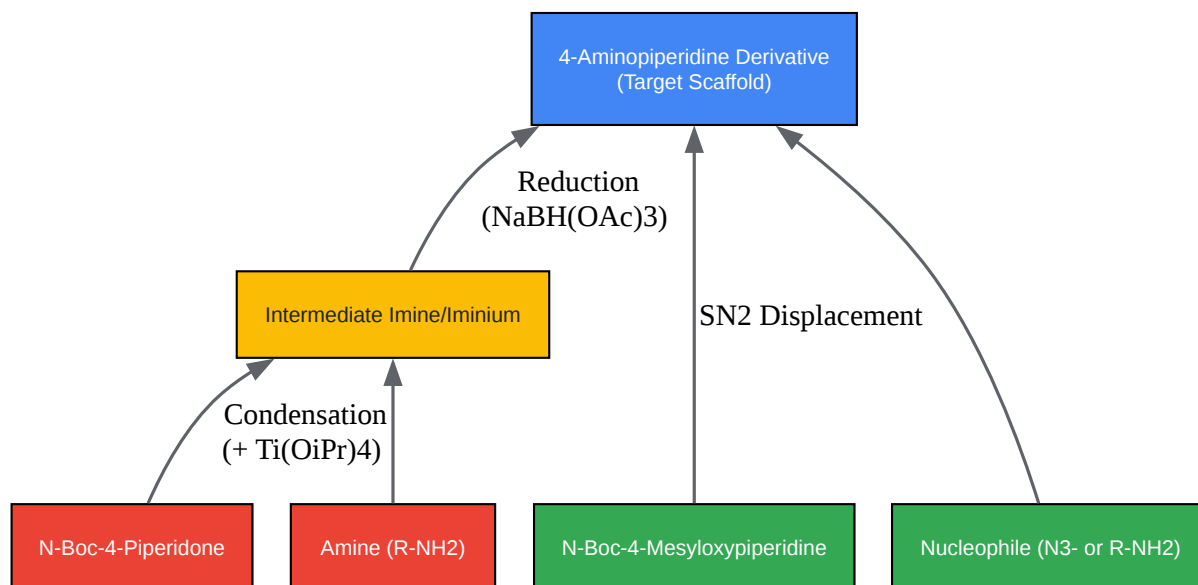 4-Aminopiperidine Derivative
(Target Scaffold)
Reduction
(NaBH(OAc)3)
Intermediate Imine/Iminium
SN2 Displacement
Condensation
(+ Ti(OiPr)4)
N-Boc-4-Piperidone
Amine (R-NH2)
N-Boc-4-Mesyloxypiperidine
Nucleophile (N3- or R-NH2)